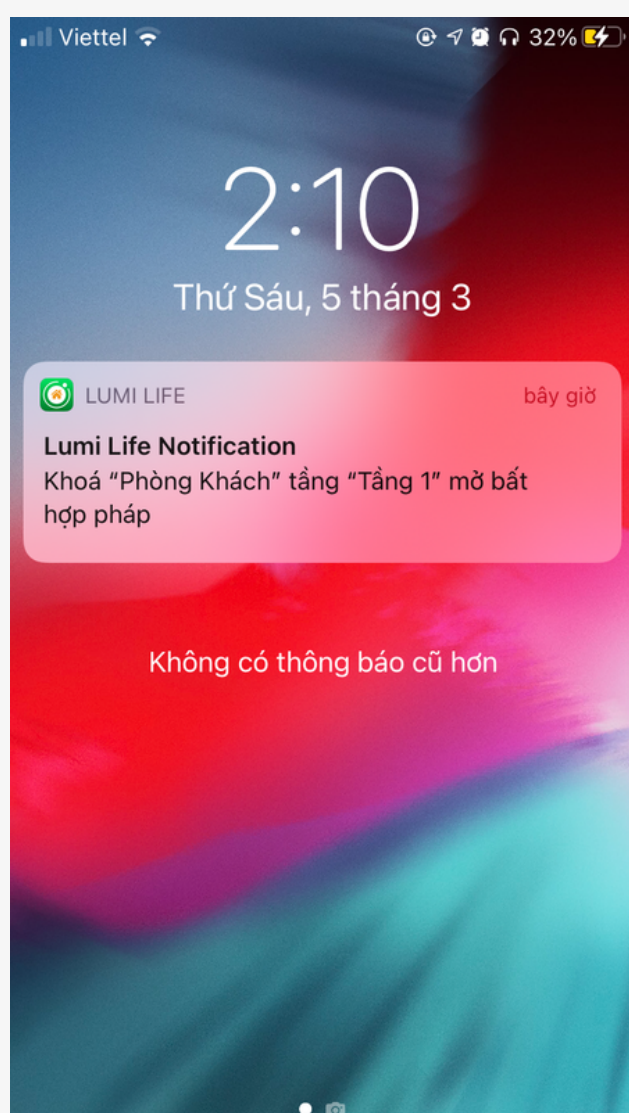 Viettel 32%
2:10
Thứ Sáu, 5 tháng 3
LUMI LIFE bây giờ
Lumi Life Notification
Khoá “Phòng Khách” tầng “Tầng 1” mở bất
hợp pháp
Không có thông báo cũ hơn